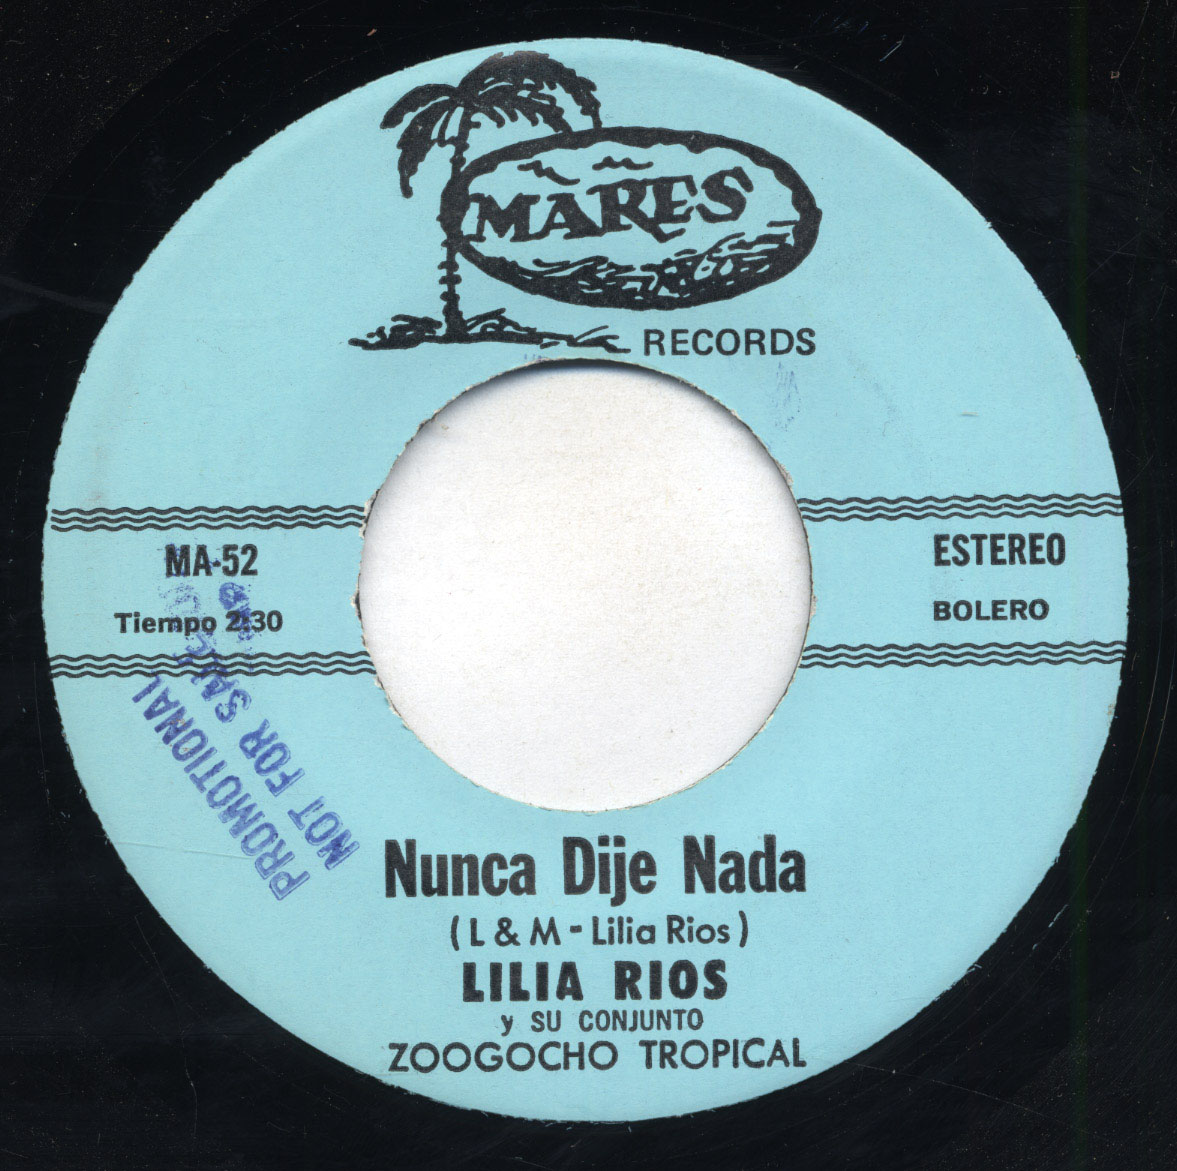 MARES
RECORDS
MA-52
Tiempo 2:30
ESTEREO
BOLERO
PROMOTIONAL
NOT FOR SALE
Nunca Dije Nada
(L & M - Lilia Rios)
LILIA RIOS
y SU CONJUNTO
ZOOGOCHO TROPICAL